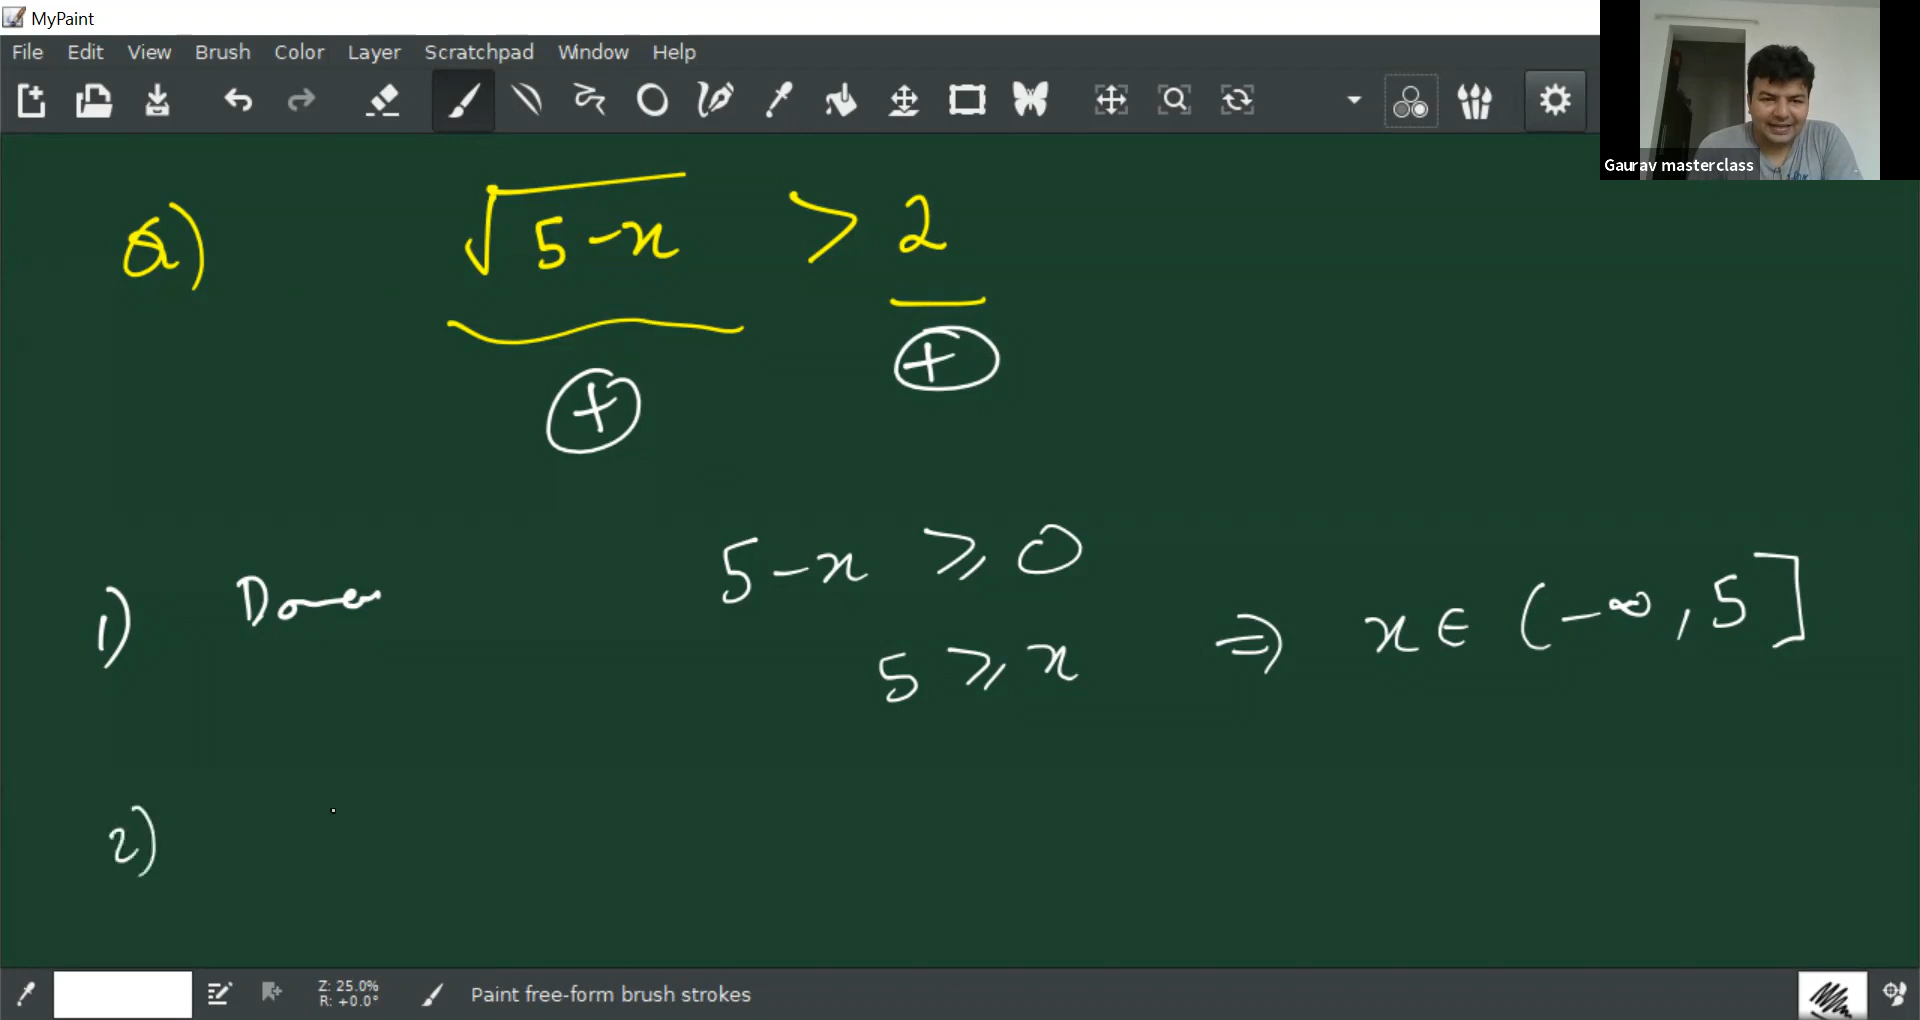 MyPaint
File Edit View Brush Color Layer Scratchpad Window Help
Gaurav masterclass
Q) √5-x > 2
+ +
1) Domain 5-x ≥ 0
5 ≥ x ⇒ x ∈ (-∞, 5]
2)
Z: 25.0%
R: +0.0°
Paint free-form brush strokes